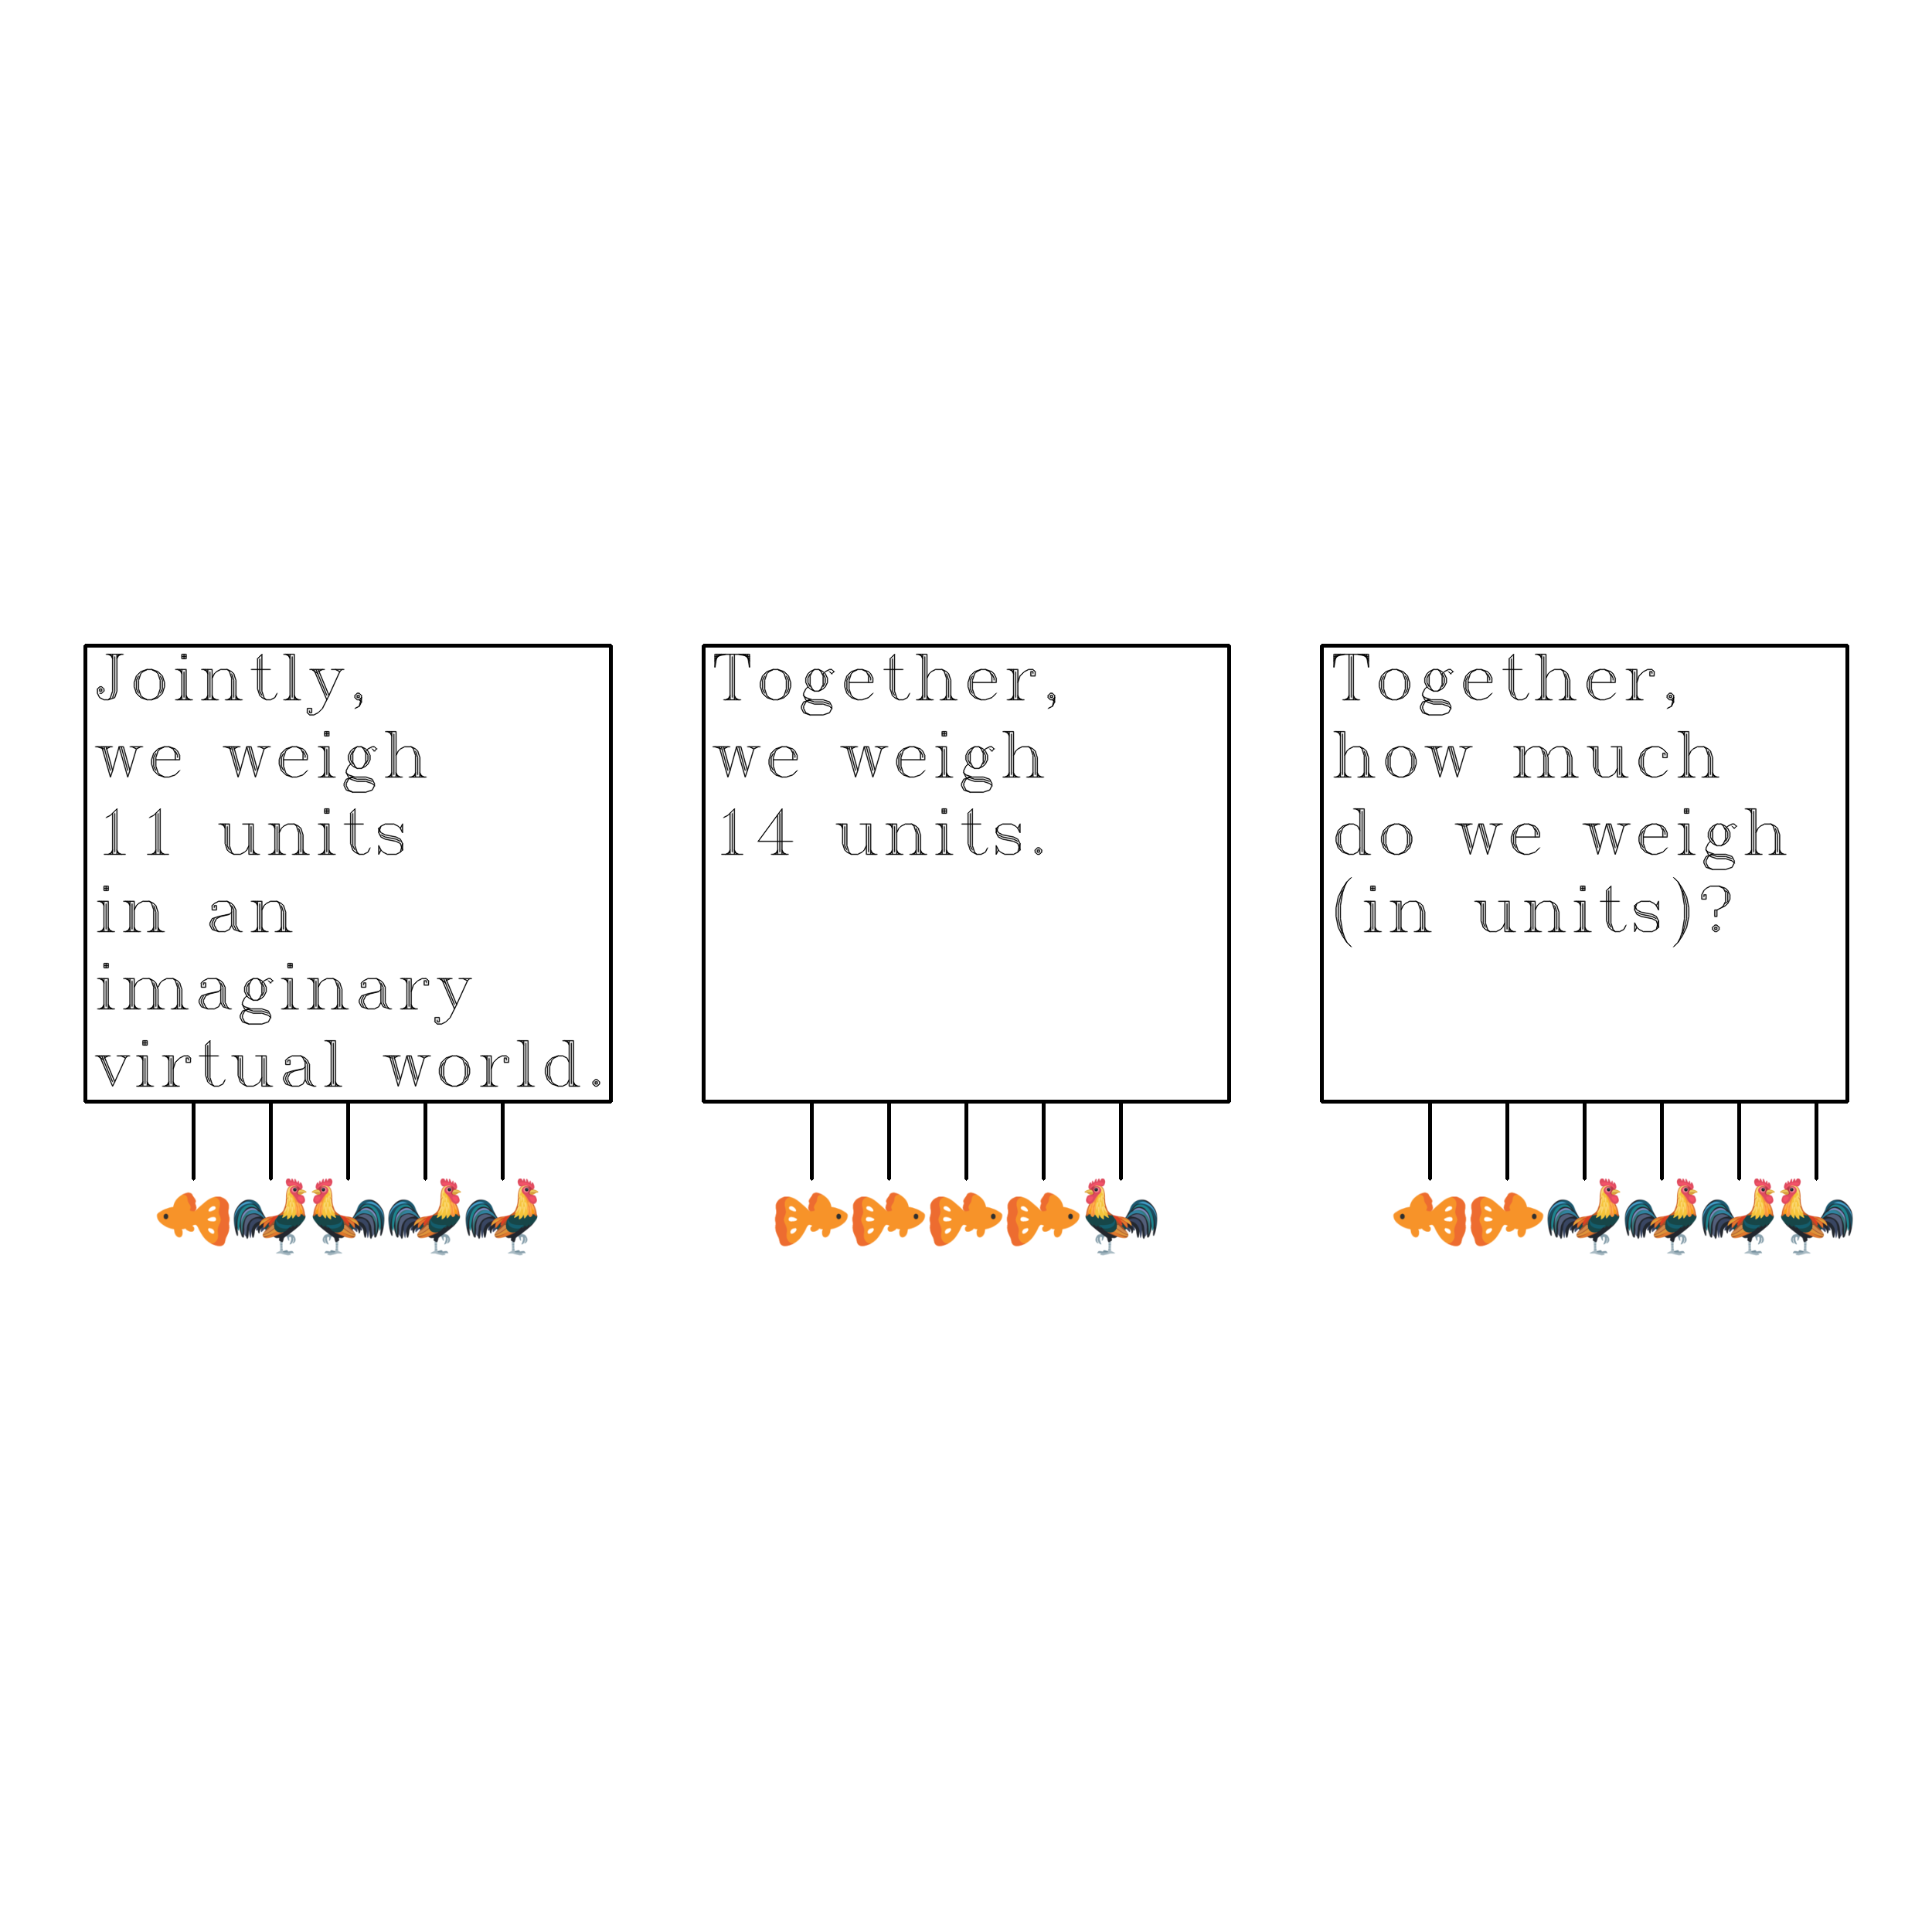 Jointly,
we weigh
11 units
in an
imaginary
virtual world.
Together,
we weigh
14 units.
Together,
how much
do we weigh
(in units)?